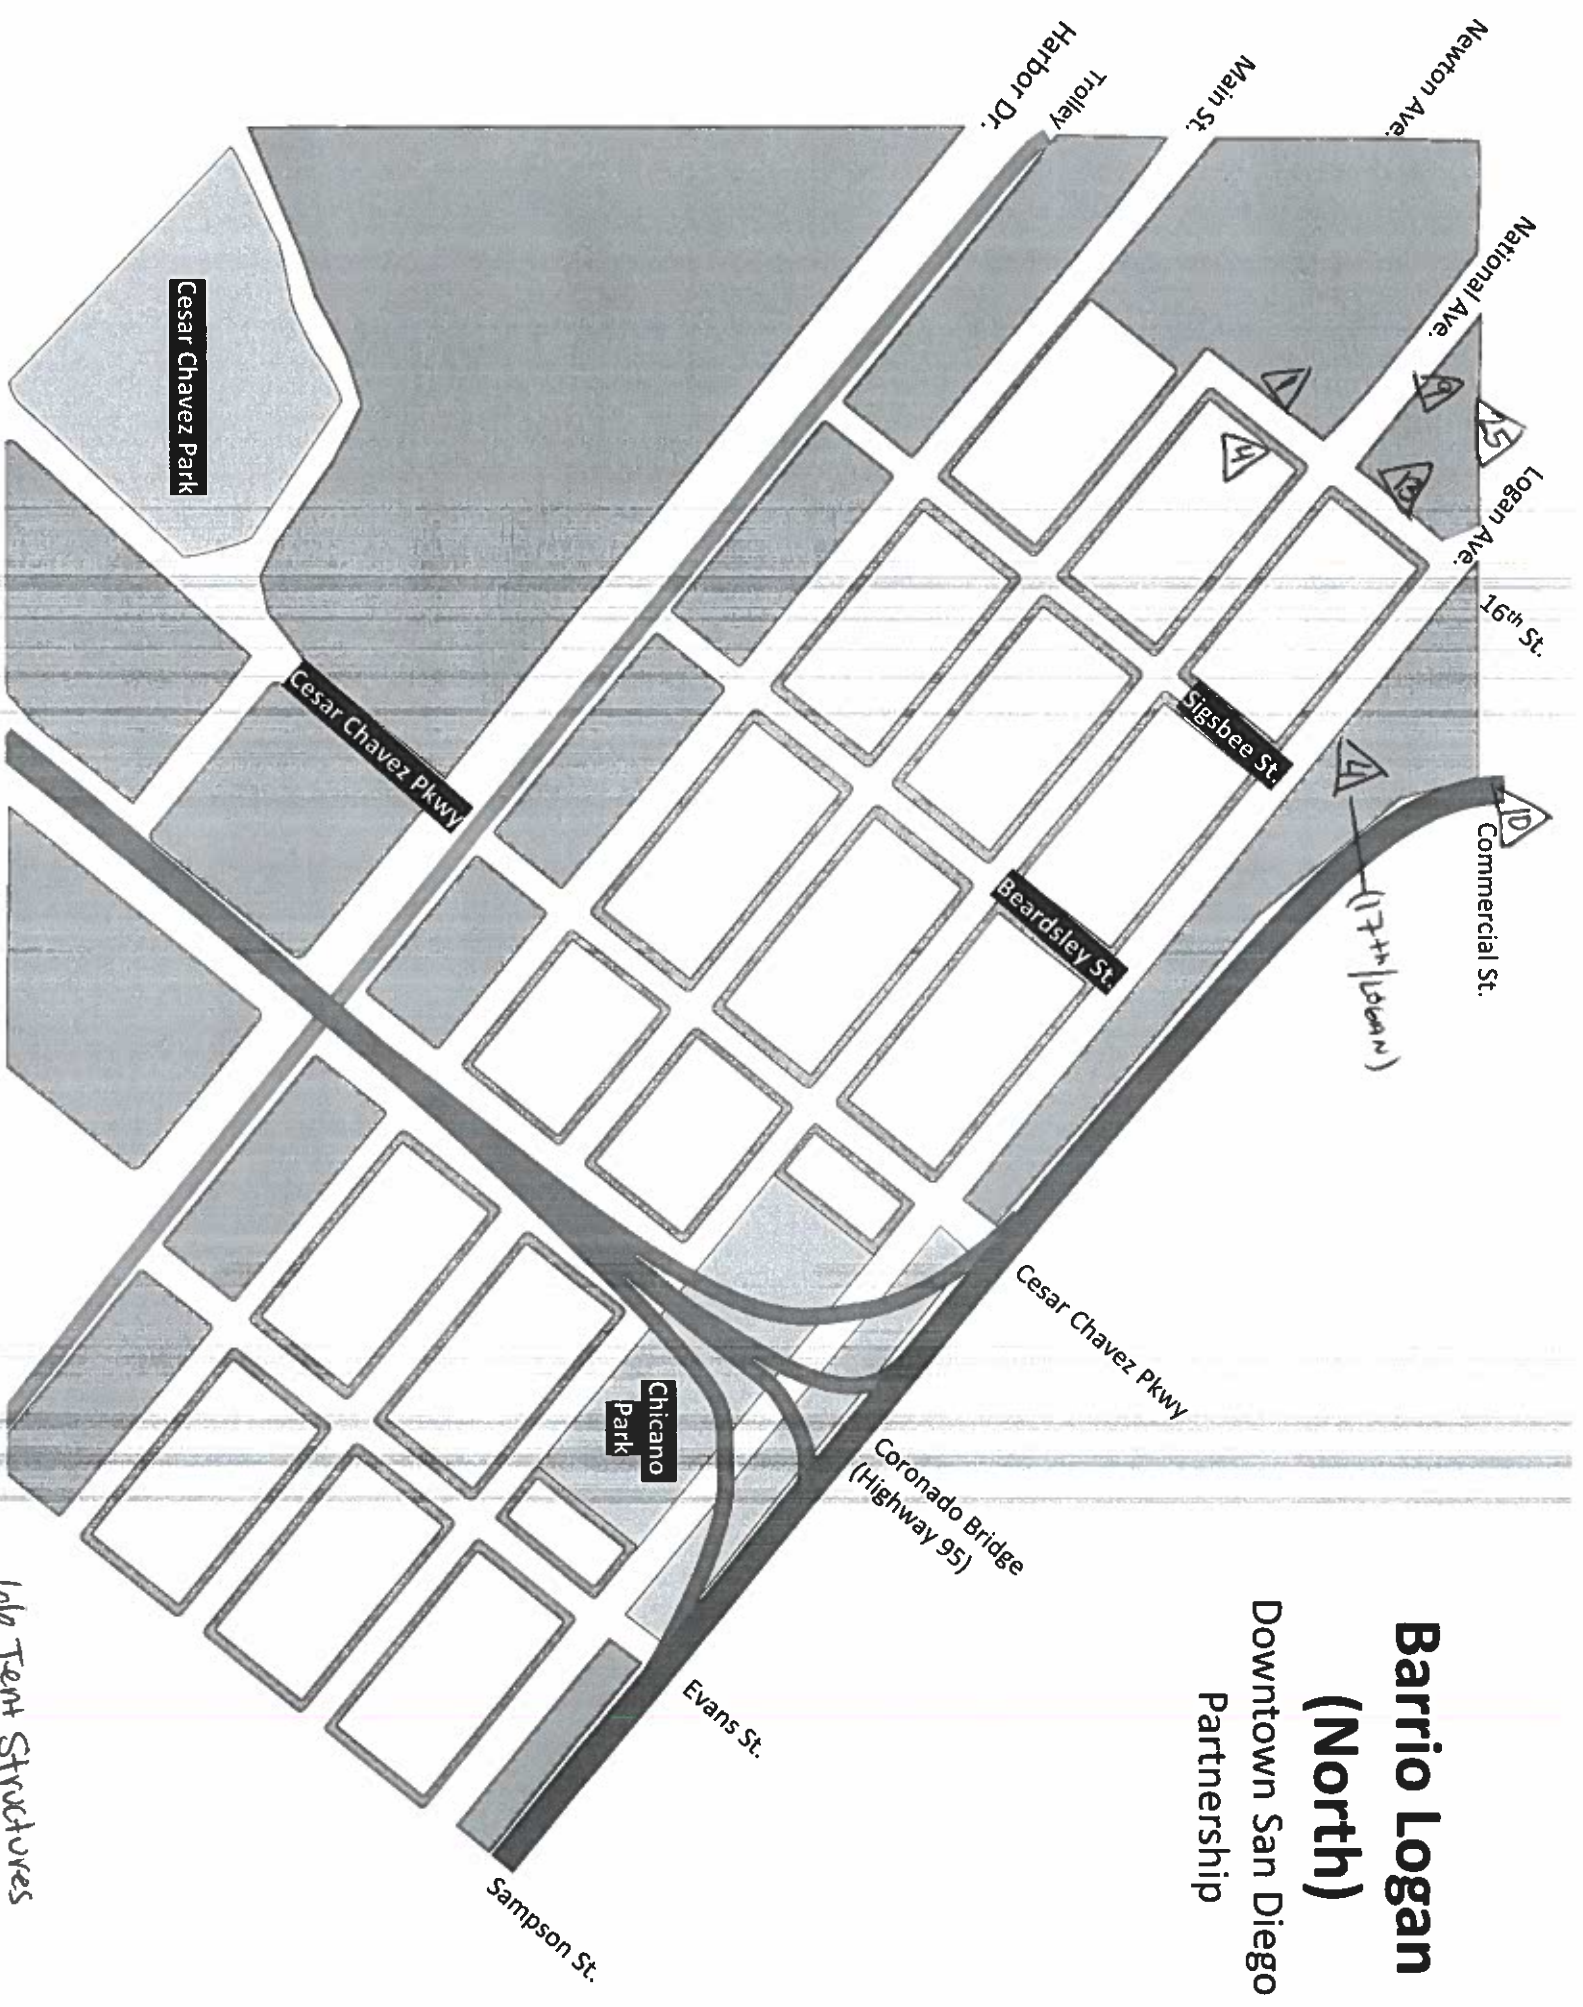 Barrio Logan
(North)
Downtown San Diego
Partnership
Newton Ave.
National Ave.
Logan Ave.
16th St.
Commercial St.
Main St.
Trolley
Harbor Dr.
1
9
5
4
10
4
(17th/LOGAN)
Sigsbee St.
Beardsley St.
Cesar Chavez Park
Cesar Chavez Pkwy
Cesar Chavez Pkwy
Coronado Bridge
(Highway 95)
Chicano
Park
Evans St.
Sampson St.
Tent Structures